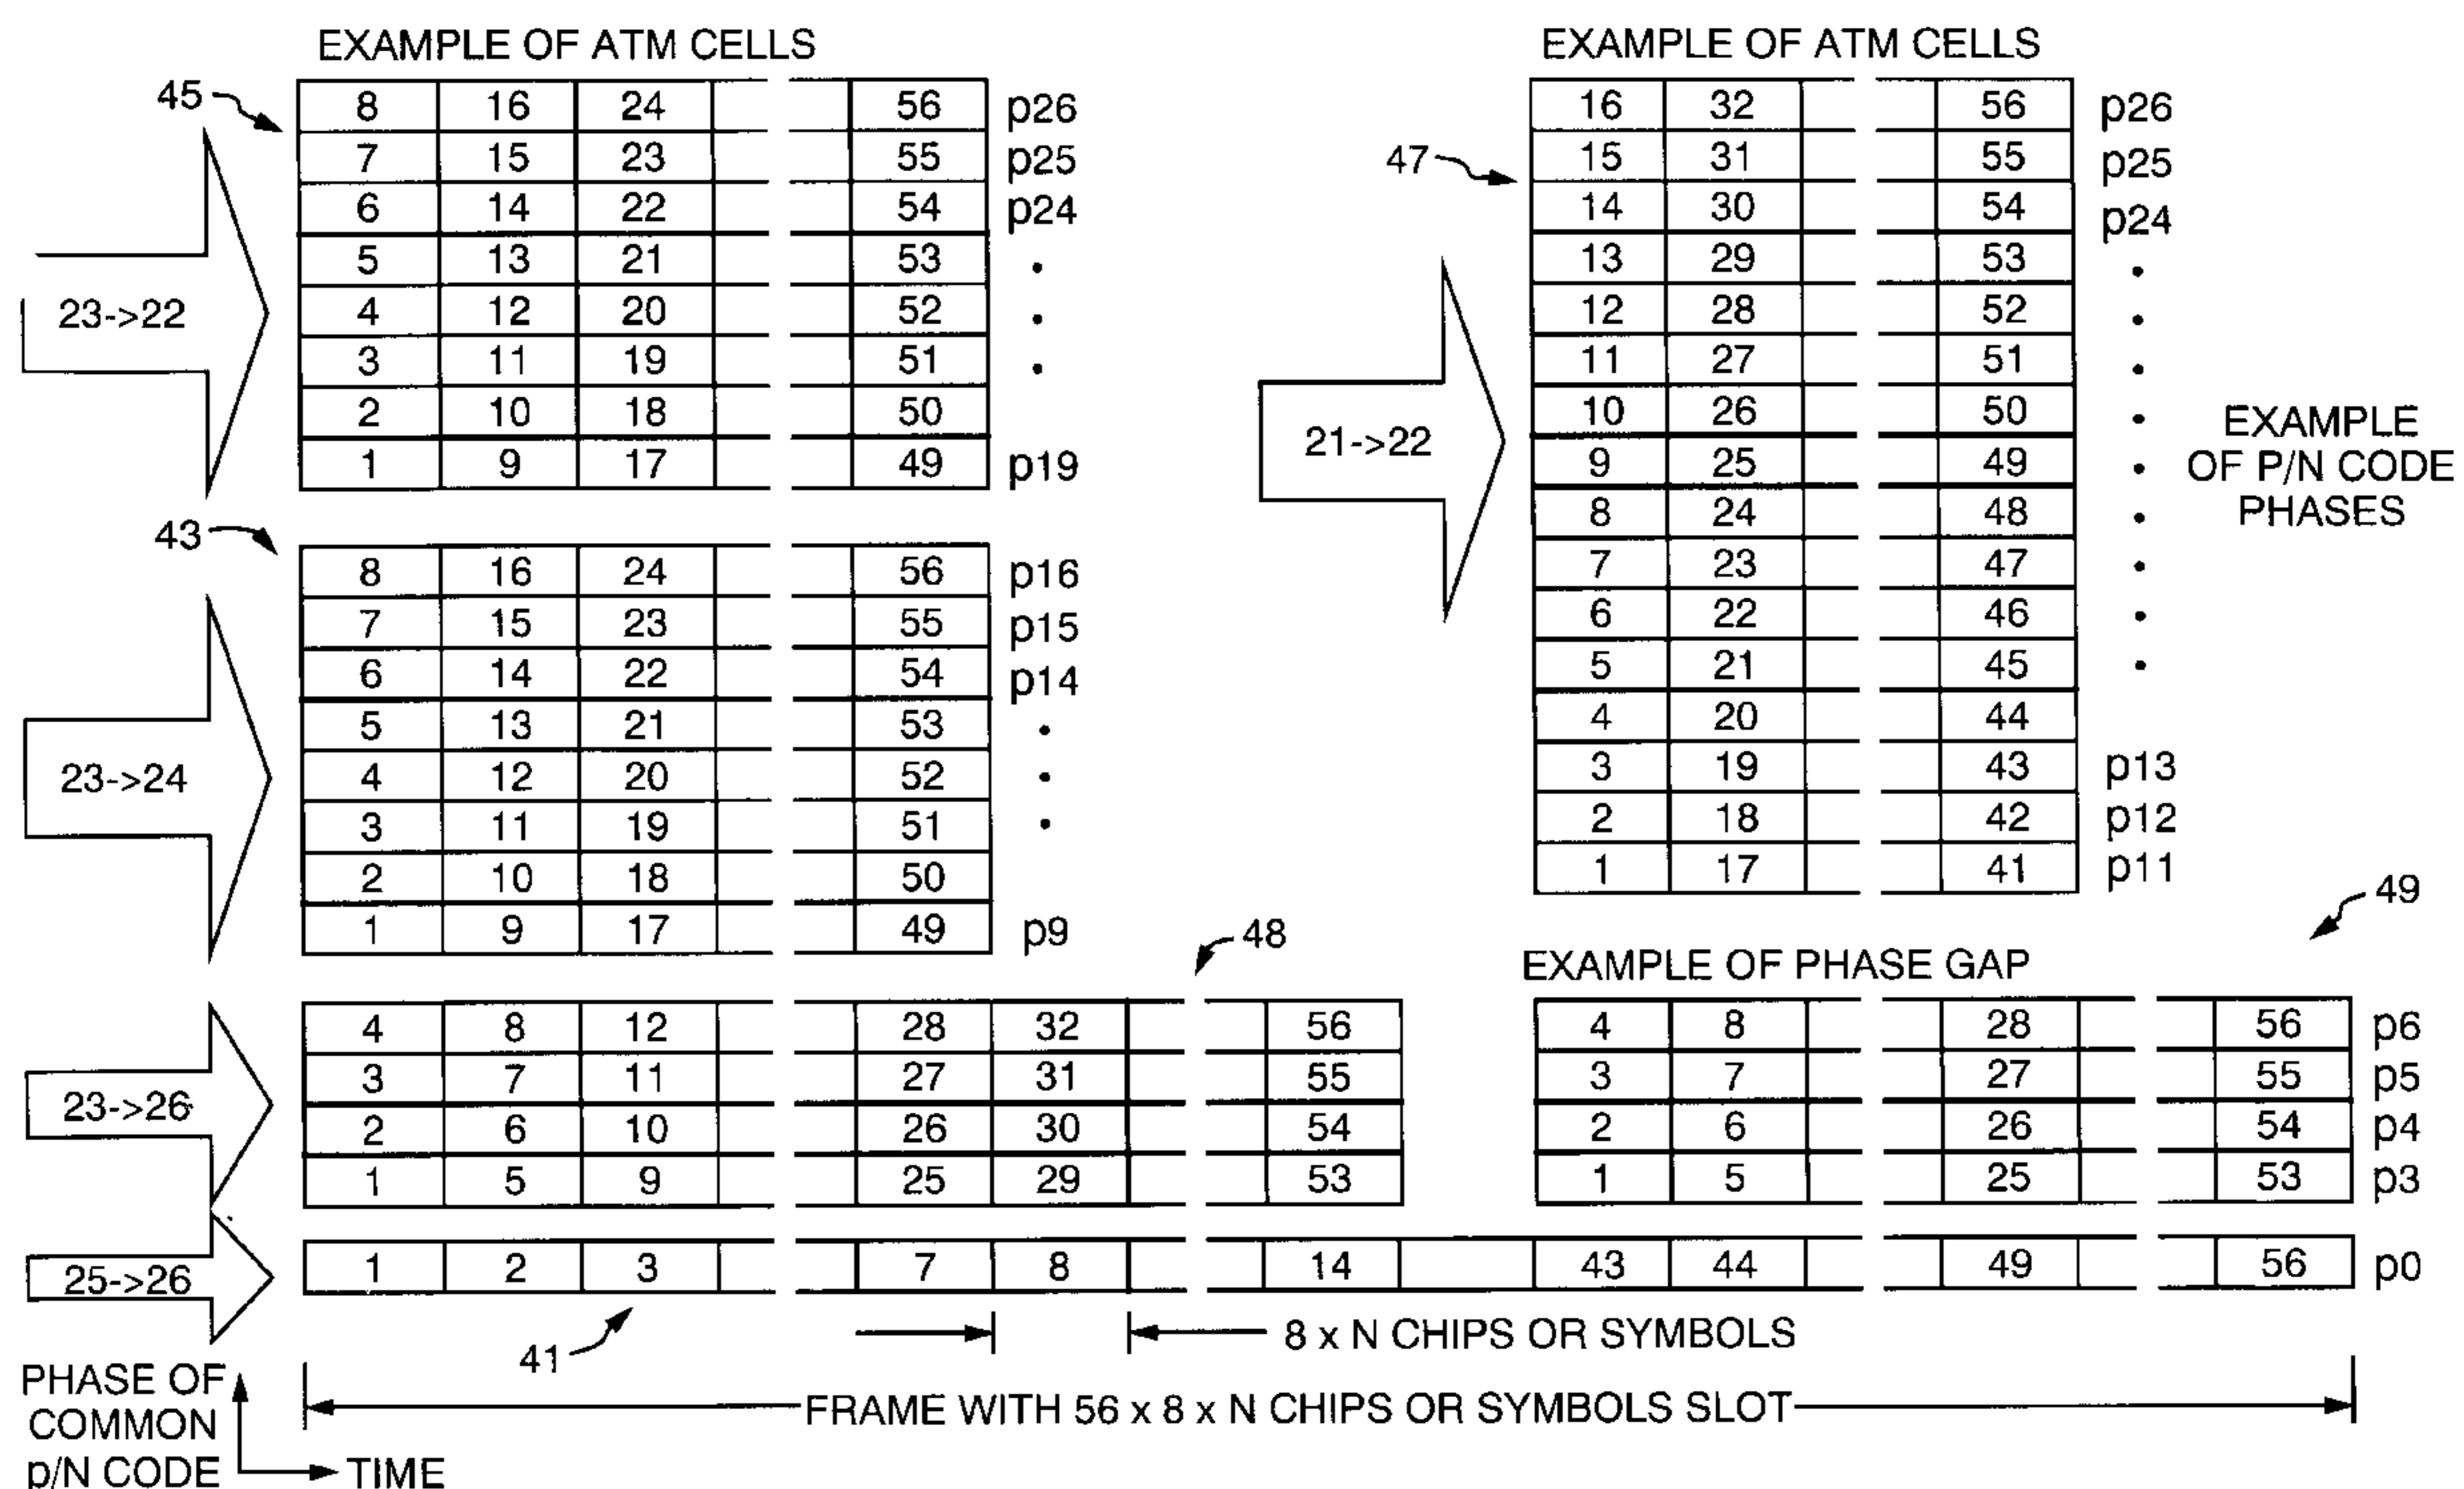 EXAMPLE OF ATM CELLS
45
23->22
8 16 24 56 p26
7 15 23 55 p25
6 14 22 54 p24
5 13 21 53 .
4 12 20 52 .
3 11 19 51 .
2 10 18 50
1 9 17 49 p19
43
23->24
8 16 24 56 p16
7 15 23 55 p15
6 14 22 54 p14
5 13 21 53 .
4 12 20 52 .
3 11 19 51 .
2 10 18 50
1 9 17 49 p9
EXAMPLE OF ATM CELLS
47
21->22
16 32 56 p26
15 31 55 p25
14 30 54 p24
13 29 53 .
12 28 52 .
11 27 51 .
10 26 50 .
9 25 49 .
8 24 48 .
7 23 47 .
6 22 46 .
5 21 45 .
4 20 44
3 19 43 p13
2 18 42 p12
1 17 41 p11
EXAMPLE
OF P/N CODE
PHASES
48
49
EXAMPLE OF PHASE GAP
23->26
4 8 12 28 32 56 4 8 28 56 p6
3 7 11 27 31 55 3 7 27 55 p5
2 6 10 26 30 54 2 6 26 54 p4
1 5 9 25 29 53 1 5 25 53 p3
25->26
1 2 3 7 8 14 43 44 49 56 p0
41
8 x N CHIPS OR SYMBOLS
FRAME WITH 56 x 8 x N CHIPS OR SYMBOLS SLOT
PHASE OF
COMMON
p/N CODE
TIME